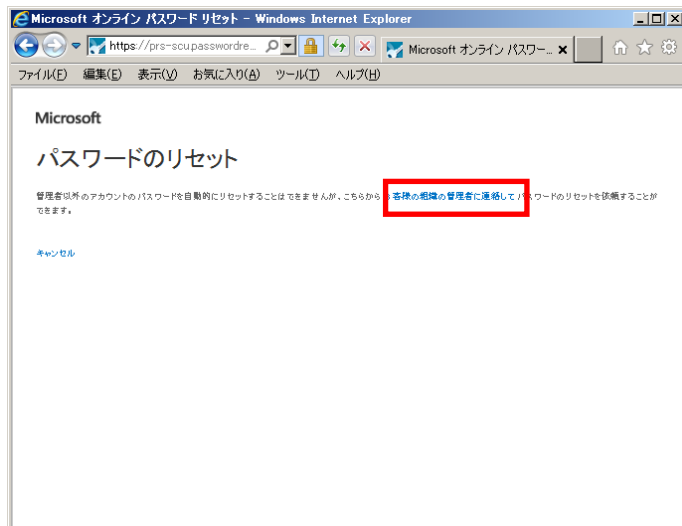 Microsoft オンライン パスワード リセット - Windows Internet Explorer
https://prs-scu.passwordre...
Microsoft オンライン パスワー...
ファイル(F) 編集(E) 表示(V) お気に入り(A) ツール(T) ヘルプ(H)
Microsoft
パスワードのリセット
管理者以外のアカウントのパスワードを自動的にリセットすることはできませんが、こちらから 客様の組織の管理者に連絡して パスワードのリセットを依頼することが
できます。
キャンセル